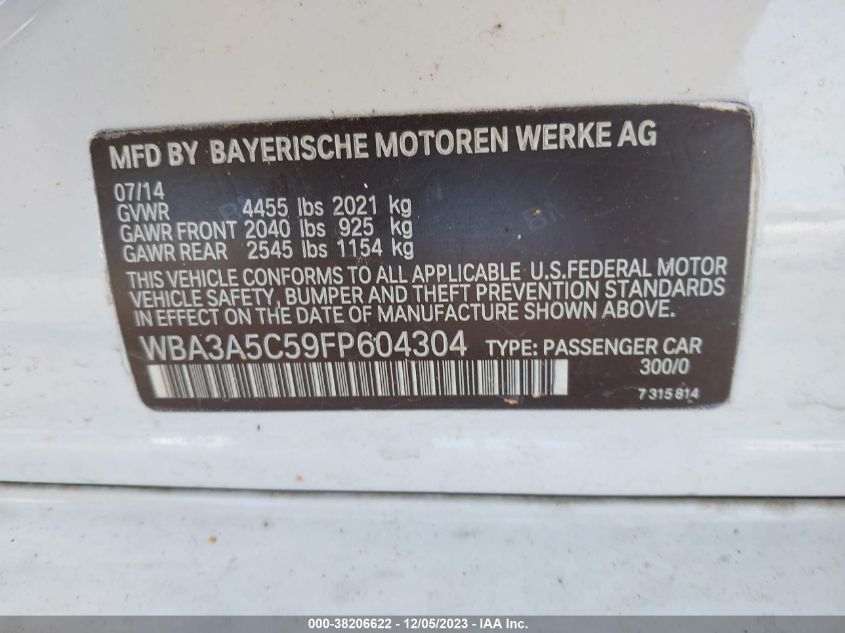 MFD BY BAYERISCHE MOTOREN WERKE AG
07/14
GVWR 4455 lbs 2021 kg
GAWR FRONT 2040 lbs 925 kg
GAWR REAR 2545 lbs 1154 kg
THIS VEHICLE CONFORMS TO ALL APPLICABLE U.S.FEDERAL MOTOR
VEHICLE SAFETY, BUMPER AND THEFT PREVENTION STANDARDS
IN EFFECT ON THE DATE OF MANUFACTURE SHOWN ABOVE.
WBA3A5C59FP604304 TYPE: PASSENGER CAR
300/0
7 315 814
000-38206622 - 12/05/2023 - IAA Inc.